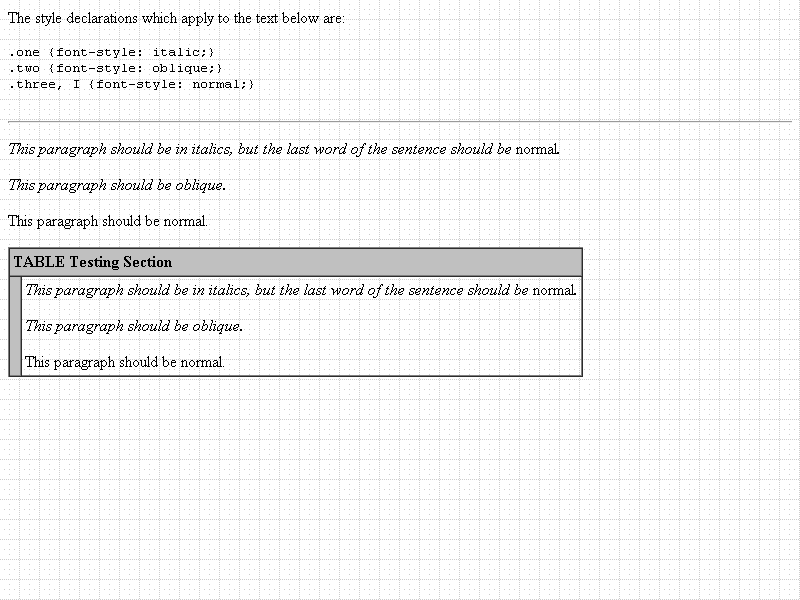 The style declarations which apply to the text below are:
.one {font-style: italic;}
.two {font-style: oblique;}
.three, I {font-style: normal;}
This paragraph should be in italics, but the last word of the sentence should be normal.
This paragraph should be oblique.
This paragraph should be normal.
TABLE Testing Section
This paragraph should be in italics, but the last word of the sentence should be normal.
This paragraph should be oblique.
This paragraph should be normal.